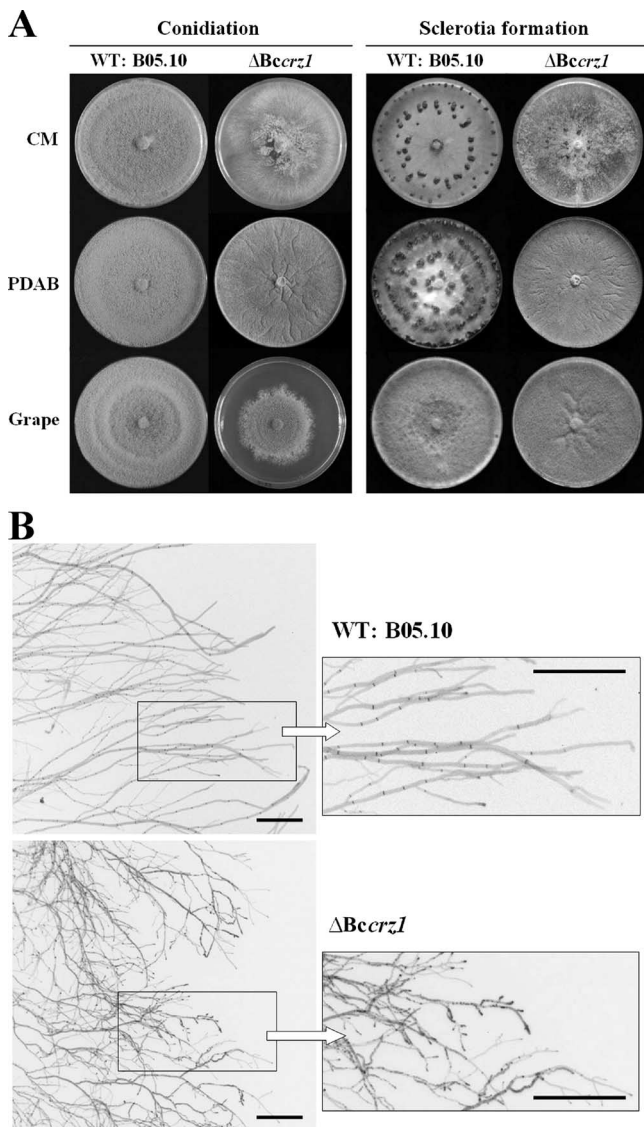 A
Conidiation Sclerotia formation
WT: B05.10 ΔBccrz1 WT: B05.10 ΔBccrz1
CM
PDAB
Grape
B
WT: B05.10
ΔBccrz1